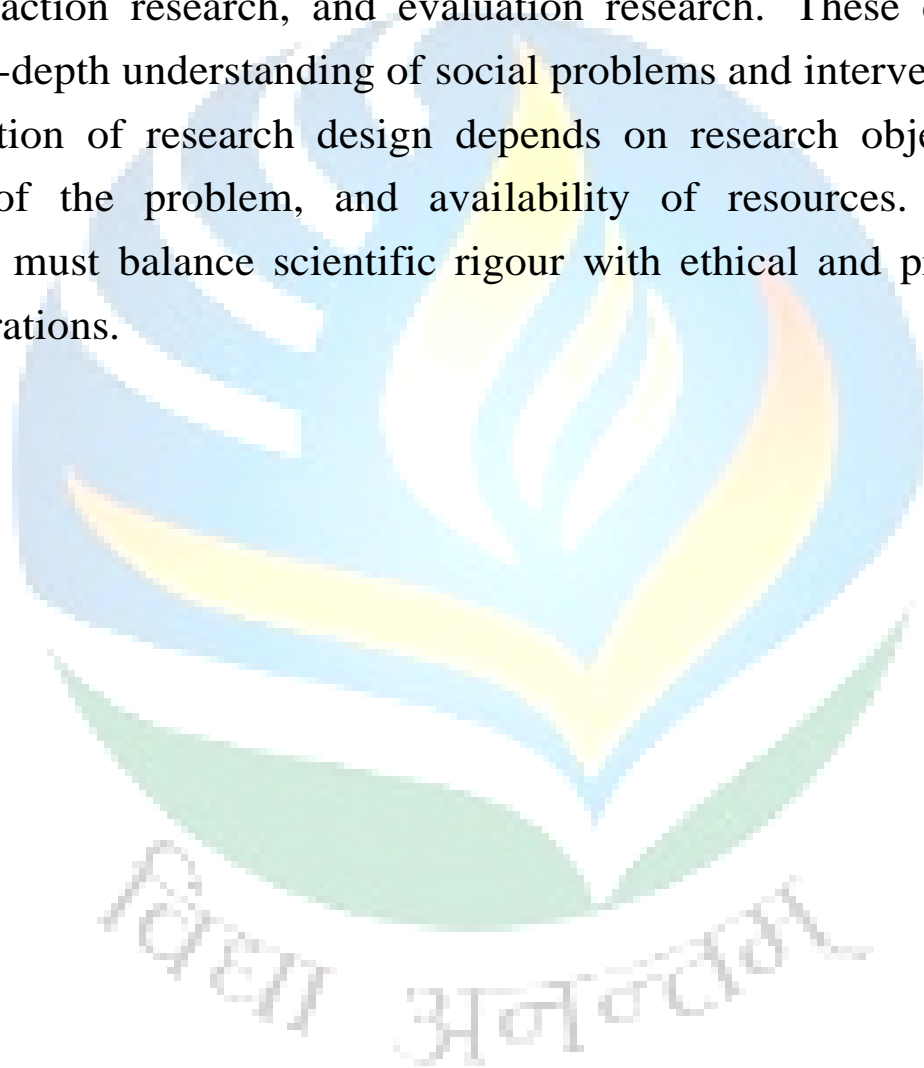 action research, and evaluation research. These
-depth understanding of social problems and interve
tion of research design depends on research obje
of the problem, and availability of resources.
must balance scientific rigour with ethical and p
rations.
विद्या अनन्तम्